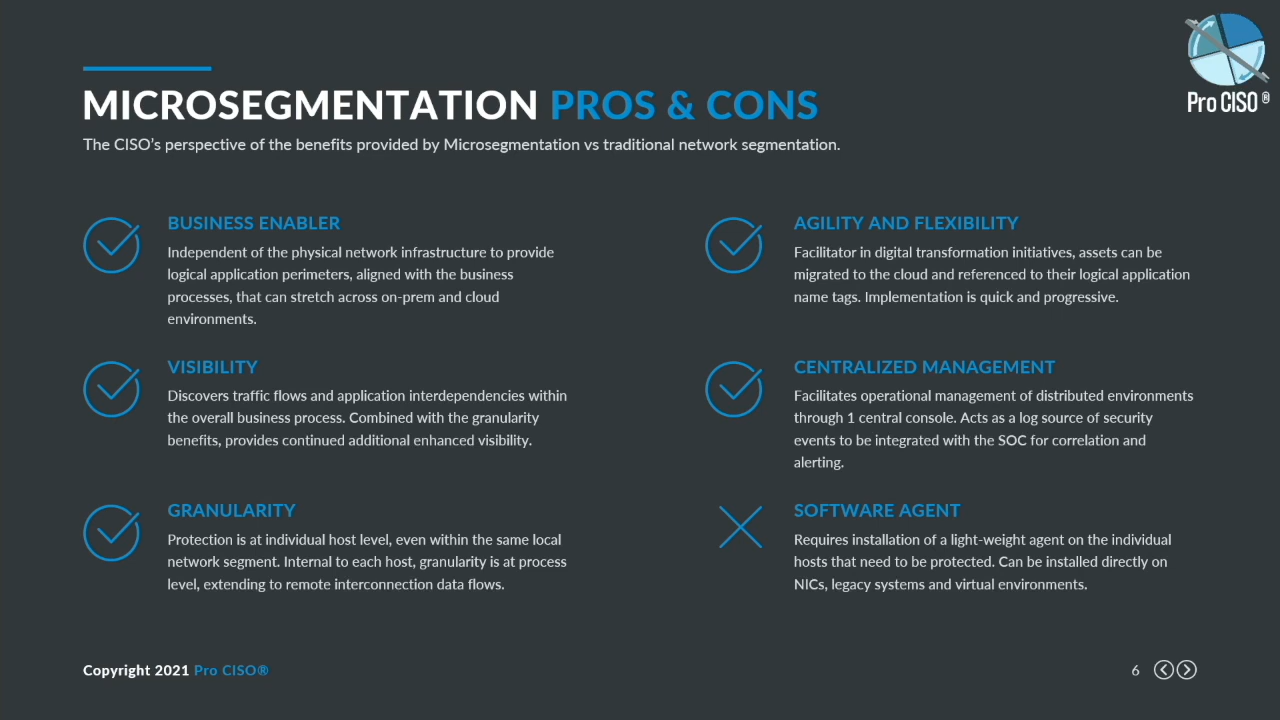 Pro CISO ®
MICROSEGMENTATION PROS & CONS
The CISO's perspective of the benefits provided by Microsegmentation vs traditional network segmentation.
BUSINESS ENABLER
Independent of the physical network infrastructure to provide
logical application perimeters, aligned with the business
processes, that can stretch across on-prem and cloud
environments.
AGILITY AND FLEXIBILITY
Facilitator in digital transformation initiatives, assets can be
migrated to the cloud and referenced to their logical application
name tags. Implementation is quick and progressive.
VISIBILITY
Discovers traffic flows and application interdependencies within
the overall business process. Combined with the granularity
benefits, provides continued additional enhanced visibility.
CENTRALIZED MANAGEMENT
Facilitates operational management of distributed environments
through 1 central console. Acts as a log source of security
events to be integrated with the SOC for correlation and
alerting.
GRANULARITY
Protection is at individual host level, even within the same local
network segment. Internal to each host, granularity is at process
level, extending to remote interconnection data flows.
SOFTWARE AGENT
Requires installation of a light-weight agent on the individual
hosts that need to be protected. Can be installed directly on
NICs, legacy systems and virtual environments.
Copyright 2021 Pro CISO®
6